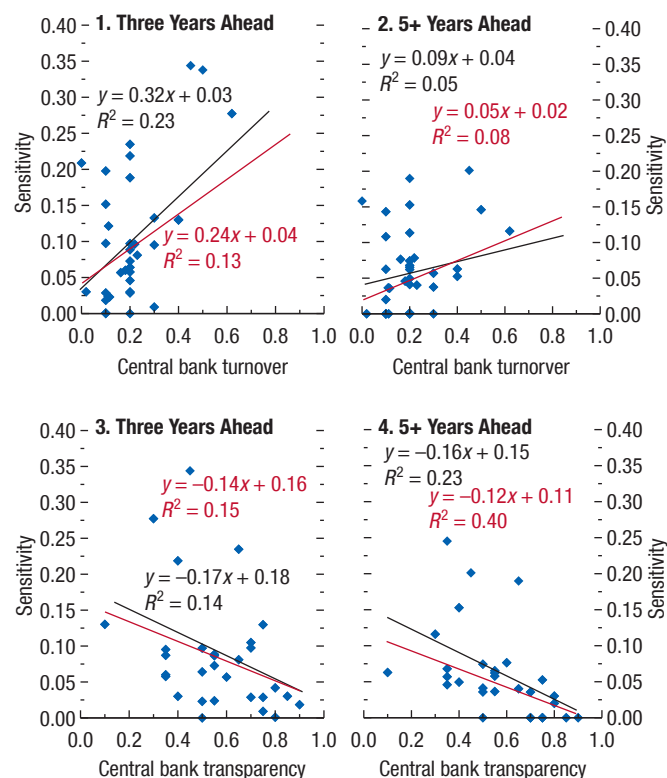 1. Three Years Ahead
2. 5+ Years Ahead
0.40
0.35
0.30
0.25
0.20
0.15
0.10
0.05
0.00
Sensitivity
y = 0.32x + 0.03
R² = 0.23
y = 0.24x + 0.04
R² = 0.13
0.0 0.2 0.4 0.6 0.8 1.0
Central bank turnover
y = 0.09x + 0.04
R² = 0.05
y = 0.05x + 0.02
R² = 0.08
0.40
0.35
0.30
0.25
0.20
0.15
0.10
0.05
0.00
Sensitivity
0.0 0.2 0.4 0.6 0.8 1.0
Central bank turnorver
3. Three Years Ahead
4. 5+ Years Ahead
0.40
0.35
0.30
0.25
0.20
0.15
0.10
0.05
0.00
Sensitivity
y = –0.14x + 0.16
R² = 0.15
y = –0.17x + 0.18
R² = 0.14
0.0 0.2 0.4 0.6 0.8 1.0
Central bank transparency
y = –0.16x + 0.15
R² = 0.23
y = –0.12x + 0.11
R² = 0.40
0.40
0.35
0.30
0.25
0.20
0.15
0.10
0.05
0.00
Sensitivity
0.0 0.2 0.4 0.6 0.8 1.0
Central bank transparency